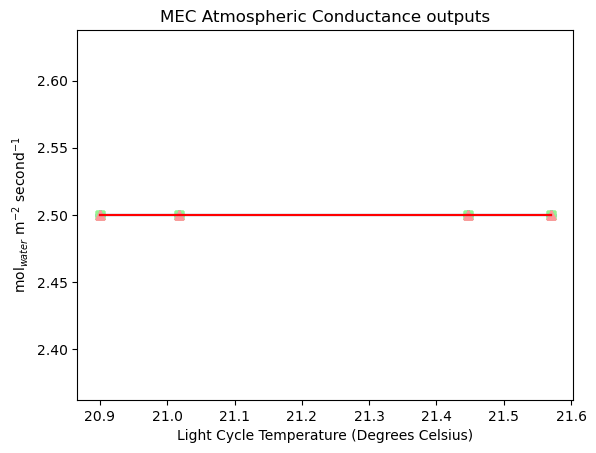 MEC Atmospheric Conductance outputs
mol_water m⁻² second⁻¹
2.60
2.55
2.50
2.45
2.40
20.9 21.0 21.1 21.2 21.3 21.4 21.5 21.6
Light Cycle Temperature (Degrees Celsius)